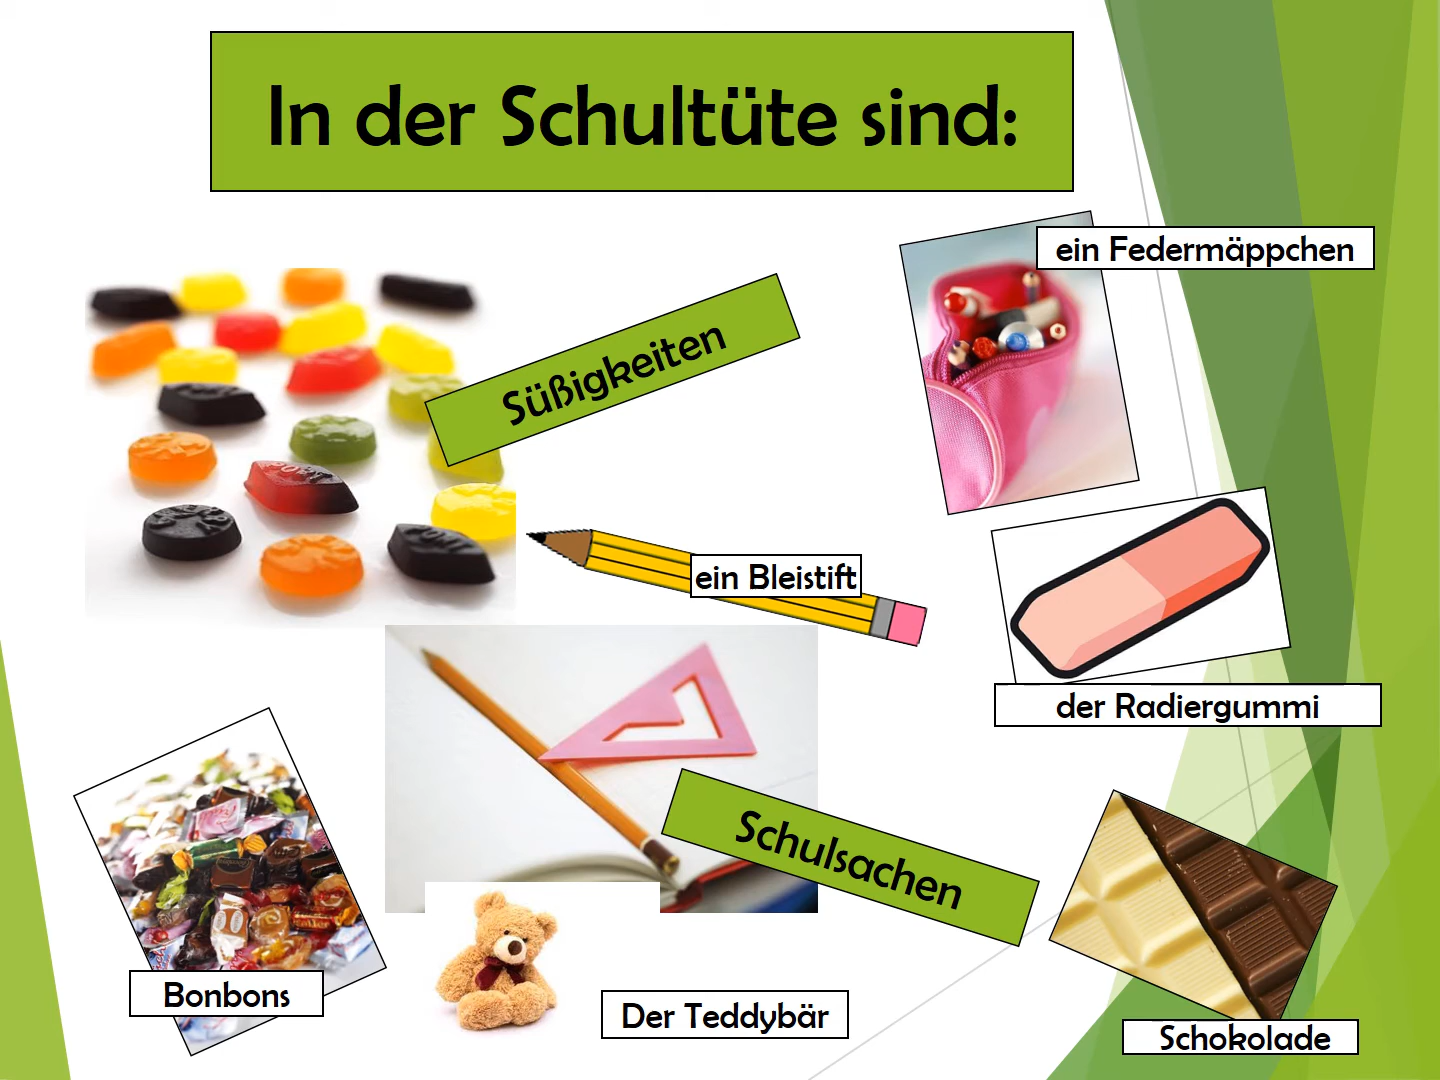 In der Schultüte sind:
ein Federmäppchen
Süßigkeiten
ein Bleistift
der Radiergummi
Schulsachen
Bonbons
Der Teddybär
Schokolade